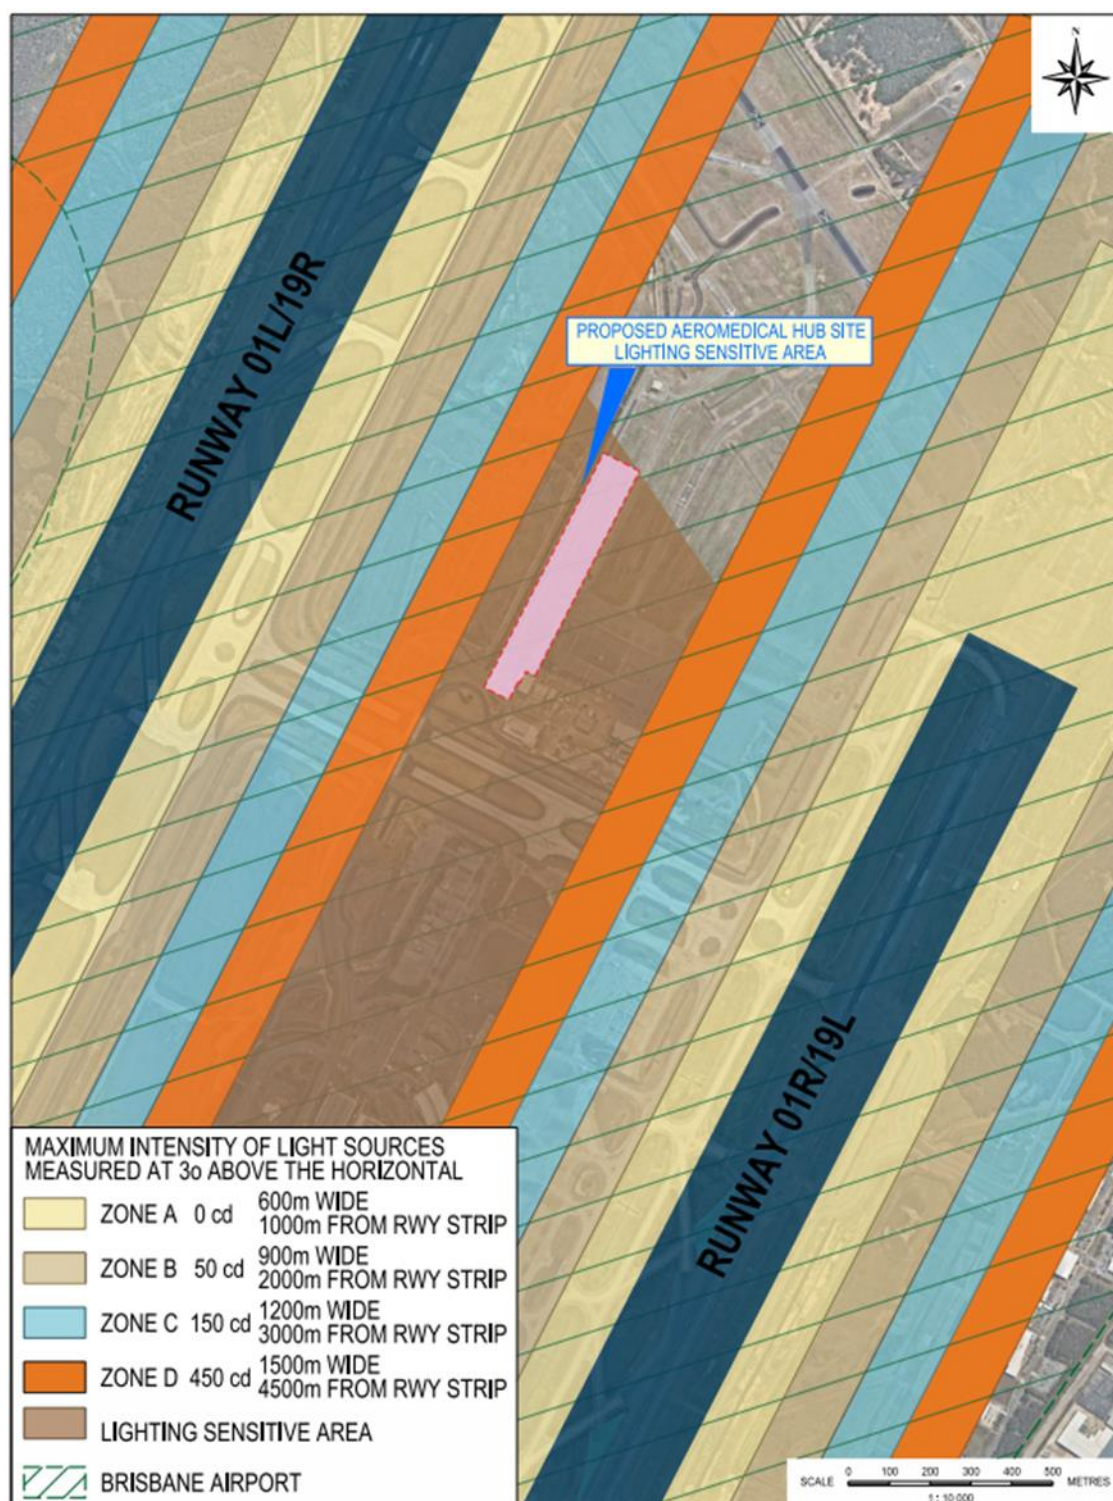 N
RUNWAY 01L/19R
PROPOSED AEROMEDICAL HUB SITE
LIGHTING SENSITIVE AREA
RUNWAY 01R/19L
MAXIMUM INTENSITY OF LIGHT SOURCES
MEASURED AT 3o ABOVE THE HORIZONTAL
ZONE A 0 cd 600m WIDE
1000m FROM RWY STRIP
ZONE B 50 cd 900m WIDE
2000m FROM RWY STRIP
ZONE C 150 cd 1200m WIDE
3000m FROM RWY STRIP
ZONE D 450 cd 1500m WIDE
4500m FROM RWY STRIP
LIGHTING SENSITIVE AREA
BRISBANE AIRPORT
SCALE 0 100 200 300 400 500 METRES
1 : 10 000